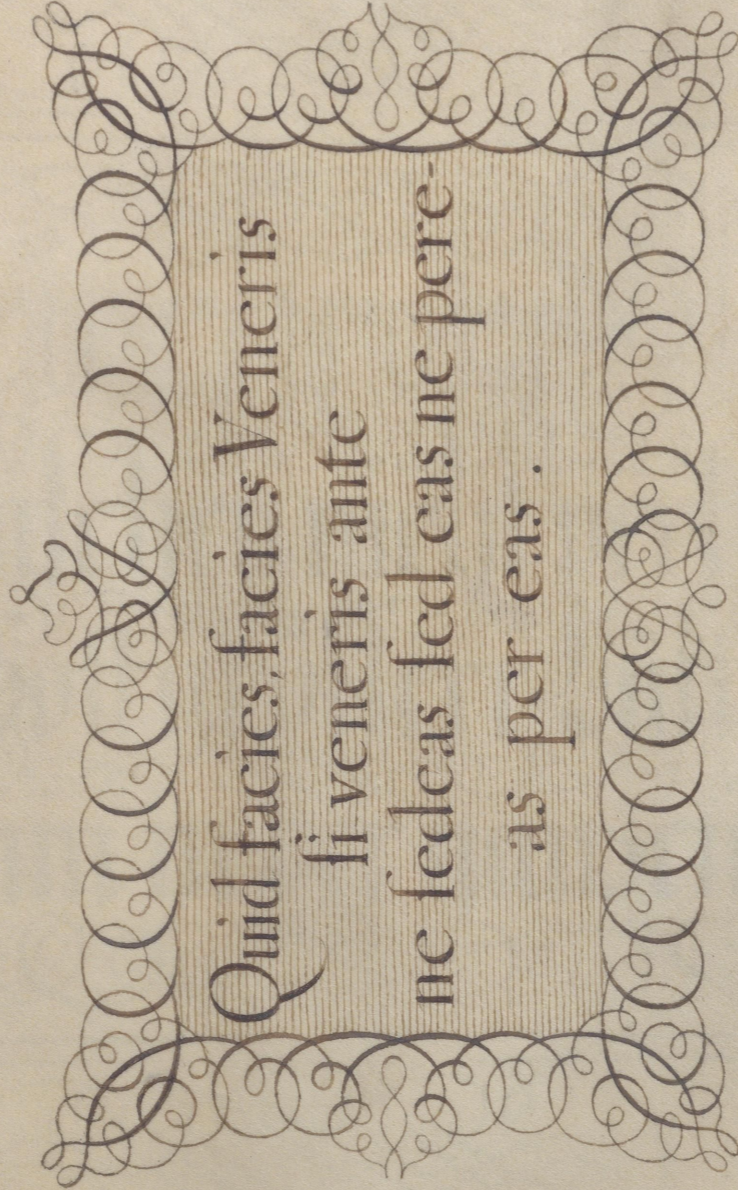 Quid facies, facies Veneris
ſi veneris ante
ne ſedeas ſed eas ne pere-
as per eas.